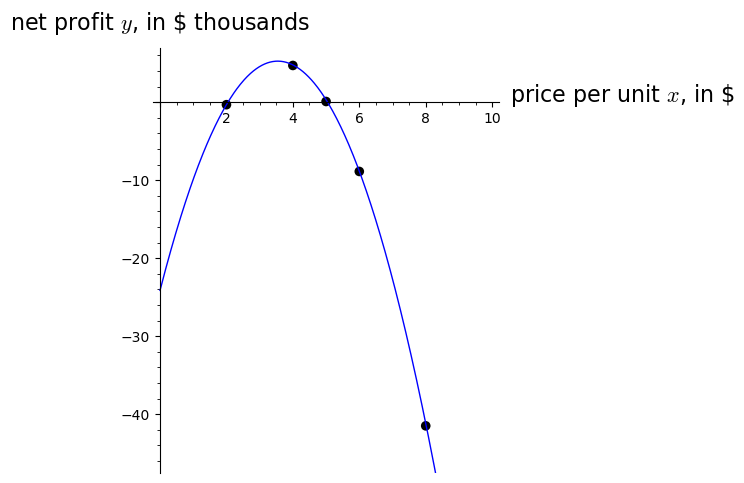 net profit y, in $ thousands
price per unit x, in $
2 4 6 8 10
−10
−20
−30
−40